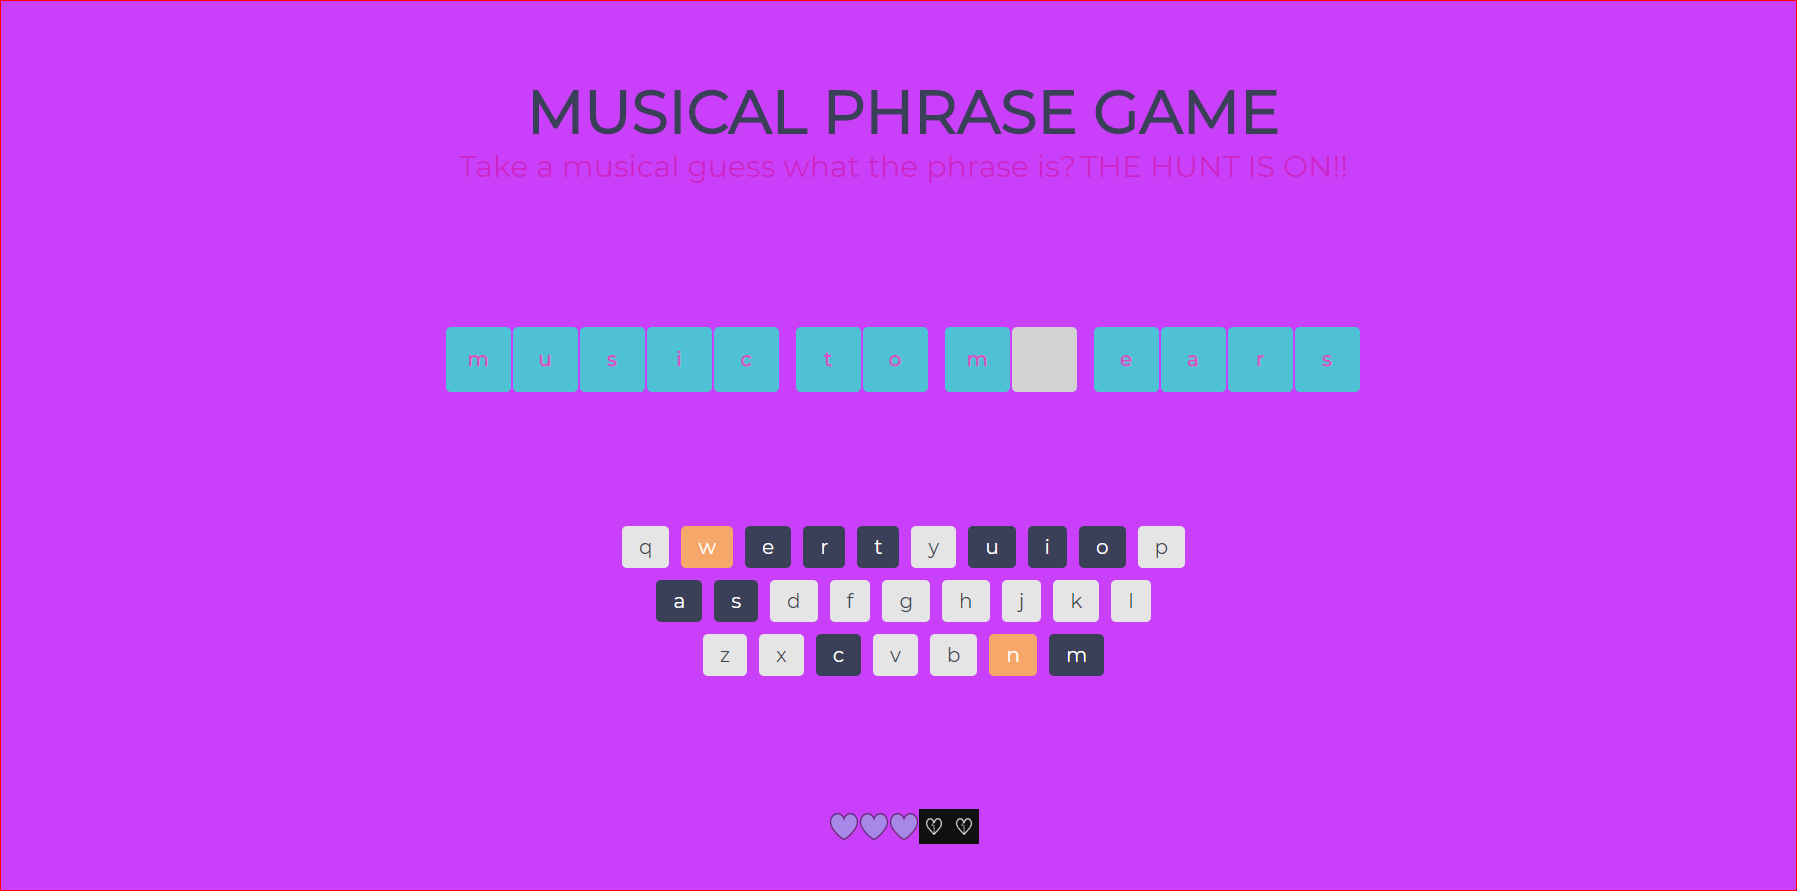 MUSICAL PHRASE GAME
Take a musical guess what the phrase is? THE HUNT IS ON!!
m u s i c t o m e a r s
q w e r t y u i o p
a s d f g h j k l
z x c v b n m